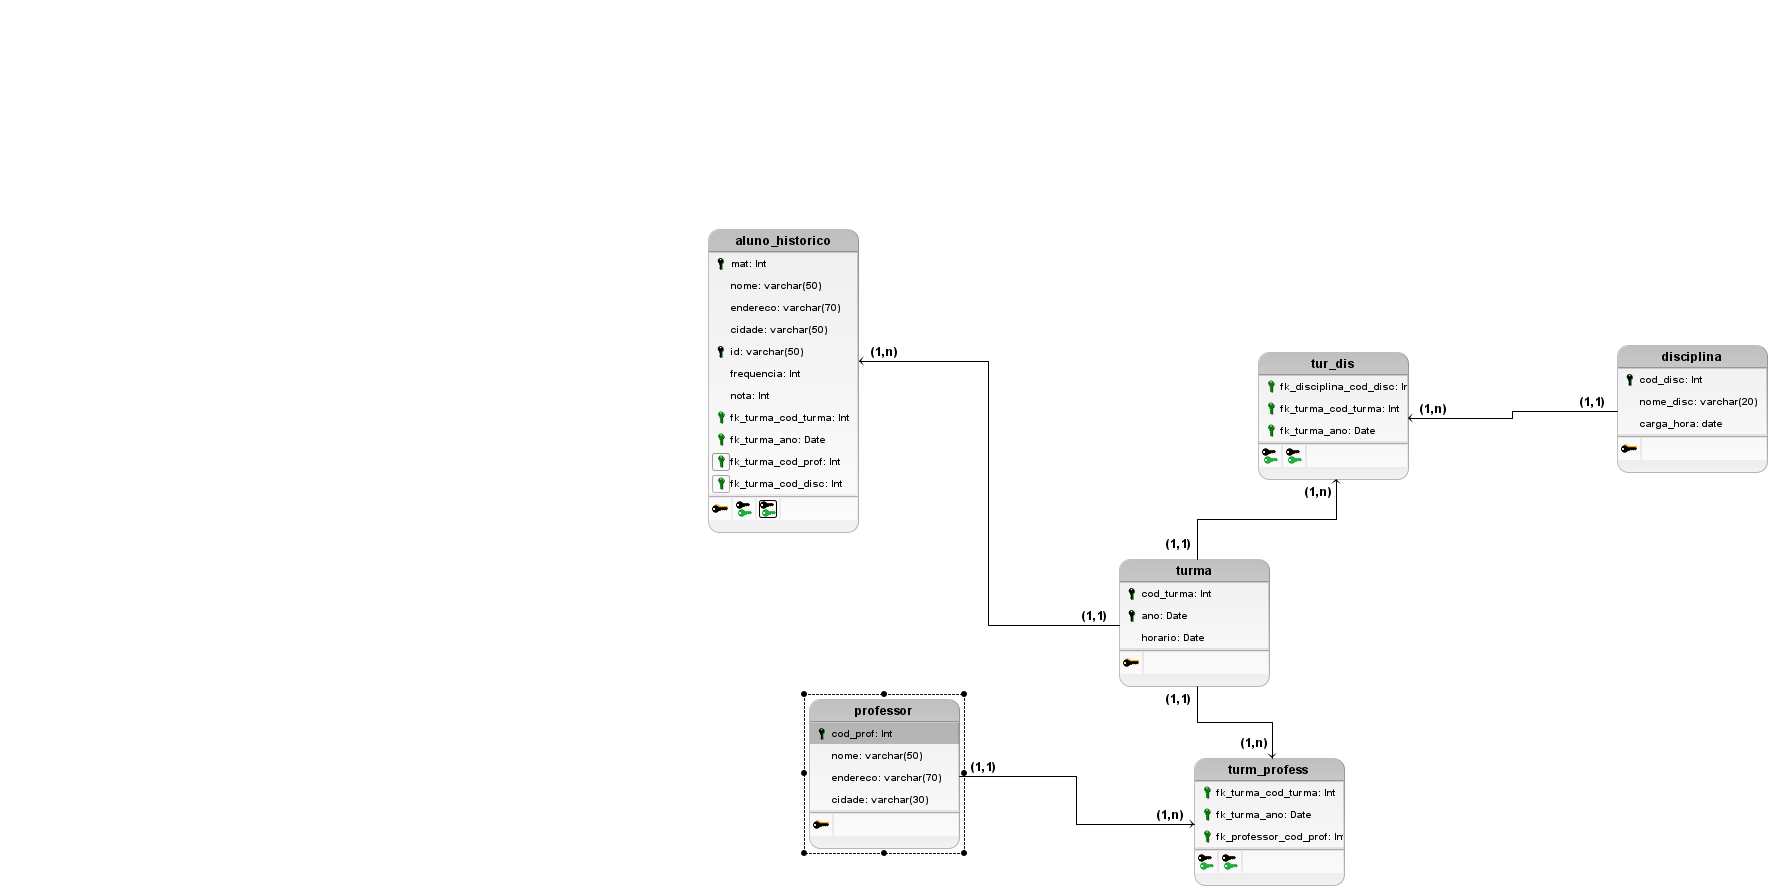 aluno_historico
mat: Int
nome: varchar(50)
endereco: varchar(70)
cidade: varchar(50)
id: varchar(50)
frequencia: Int
nota: Int
fk_turma_cod_turma: Int
fk_turma_ano: Date
fk_turma_cod_prof: Int
fk_turma_cod_disc: Int
(1,n)
(1,1)
tur_dis
fk_disciplina_cod_disc: In
fk_turma_cod_turma: Int
fk_turma_ano: Date
(1,n)
(1,1)
disciplina
cod_disc: Int
nome_disc: varchar(20)
carga_hora: date
(1,n)
(1,1)
turma
cod_turma: Int
ano: Date
horario: Date
(1,1)
(1,n)
professor
cod_prof: Int
nome: varchar(50)
endereco: varchar(70)
cidade: varchar(30)
(1,1)
(1,n)
turm_profess
fk_turma_cod_turma: Int
fk_turma_ano: Date
fk_professor_cod_prof: Int